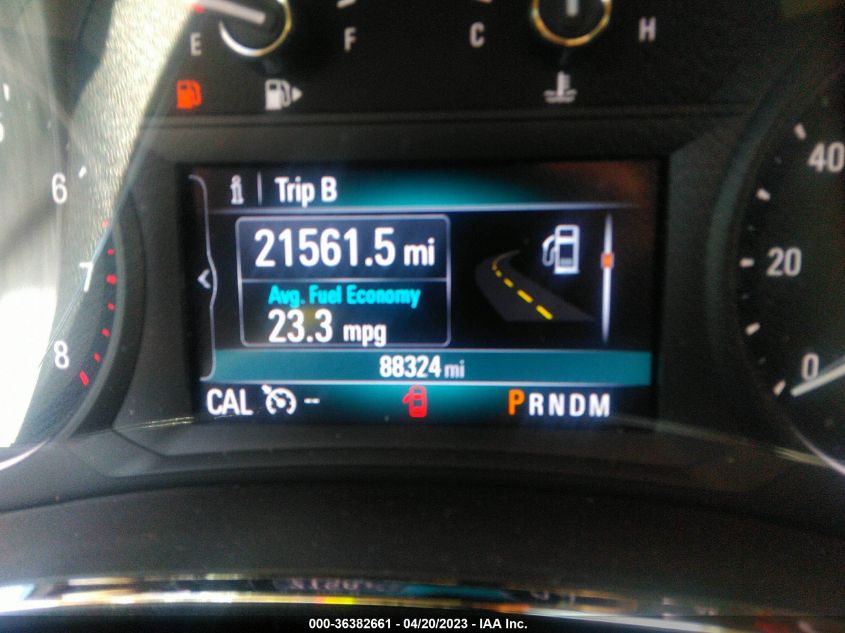 E F C H
6
7
8
i Trip B
21561.5 mi
Avg. Fuel Economy
23.3 mpg
88324 mi
CAL -- PRNDM
40
20
0
000-36382661 - 04/20/2023 - IAA Inc.